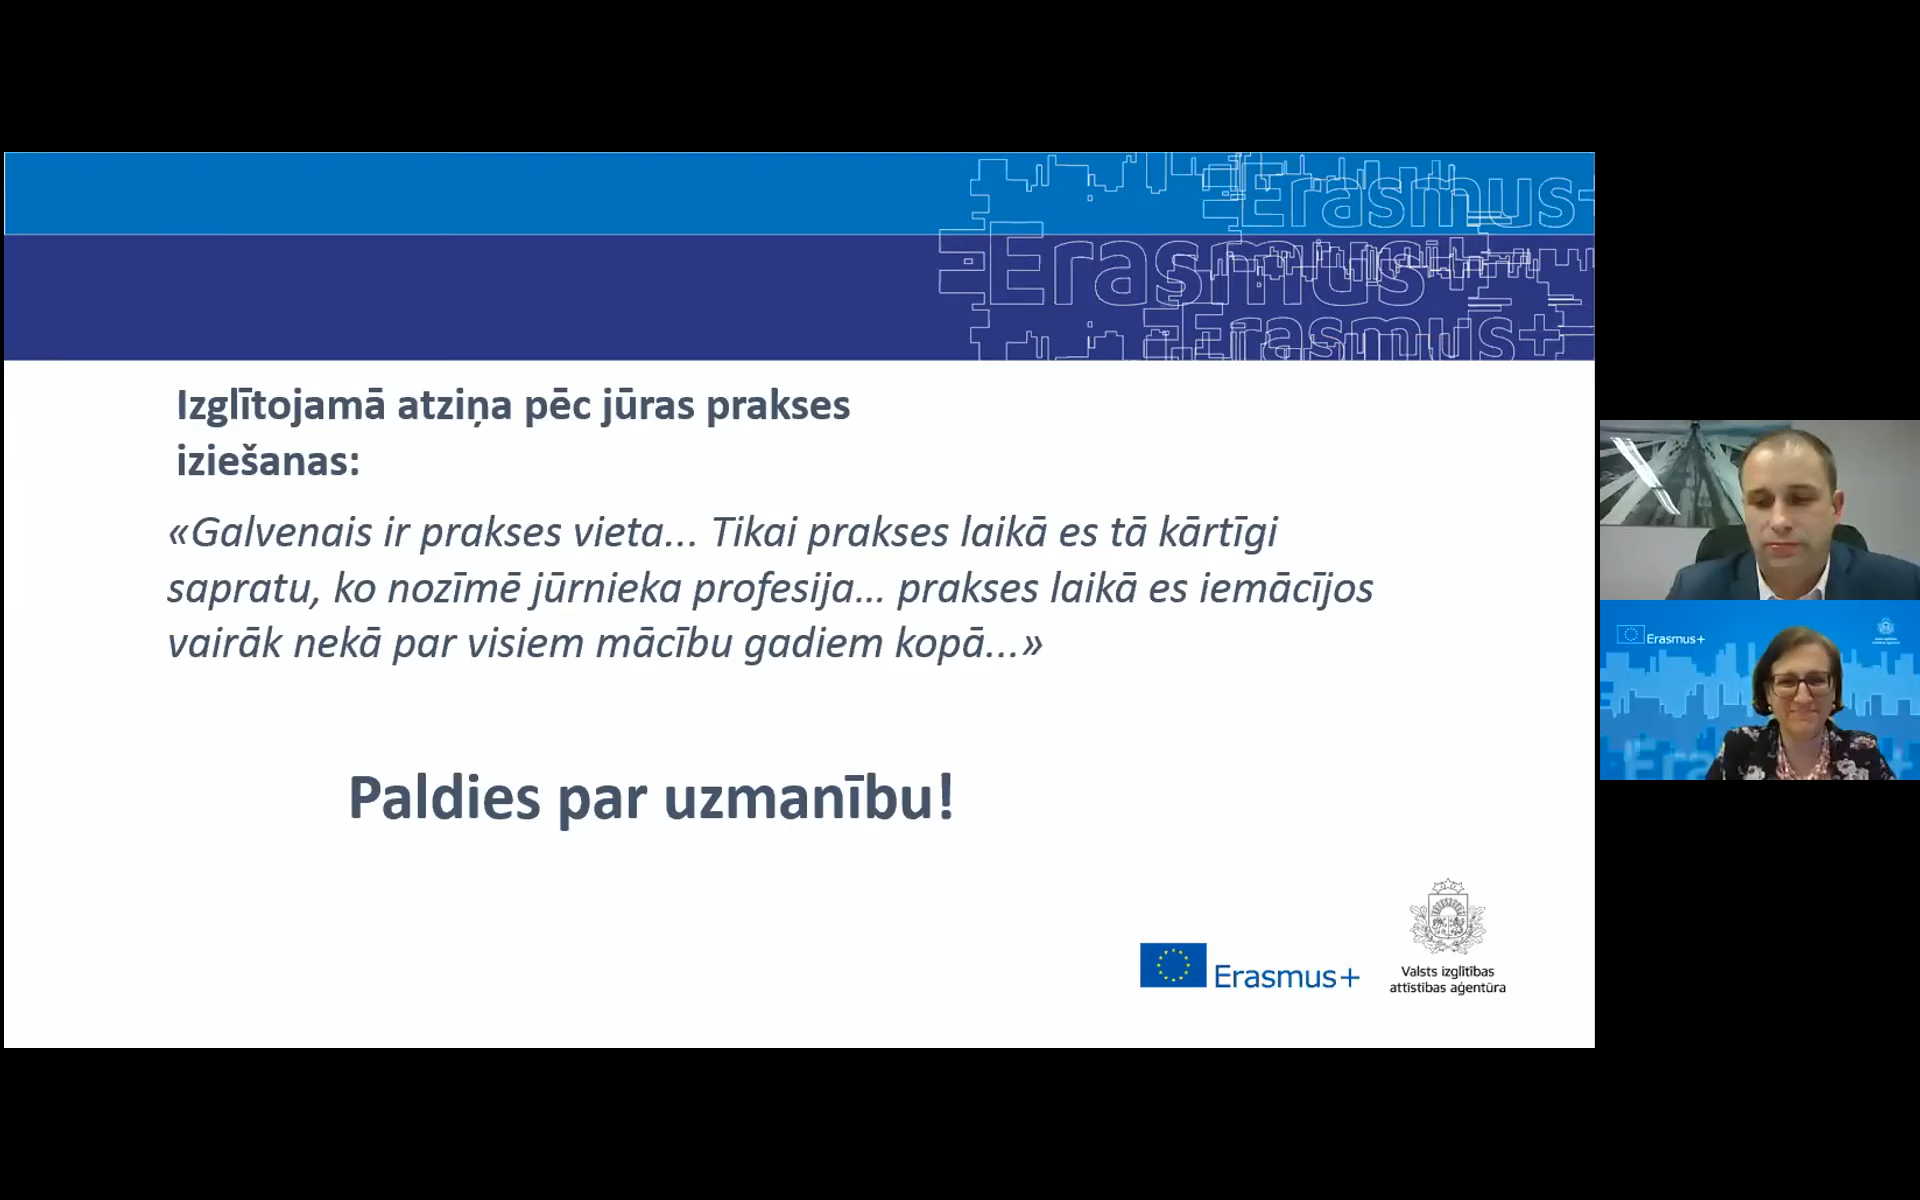 Erasmus+
Erasmus+
Erasmus+
Izglītojamā atziņa pēc jūras prakses
iziešanas:
«Galvenais ir prakses vieta... Tikai prakses laikā es tā kārtīgi
sapratu, ko nozīmē jūrnieka profesija... prakses laikā es iemācījos
vairāk nekā par visiem mācību gadiem kopā...»
Paldies par uzmanību!
Erasmus+
Valsts izglītības
attīstības aģentūra
Erasmus+
Era